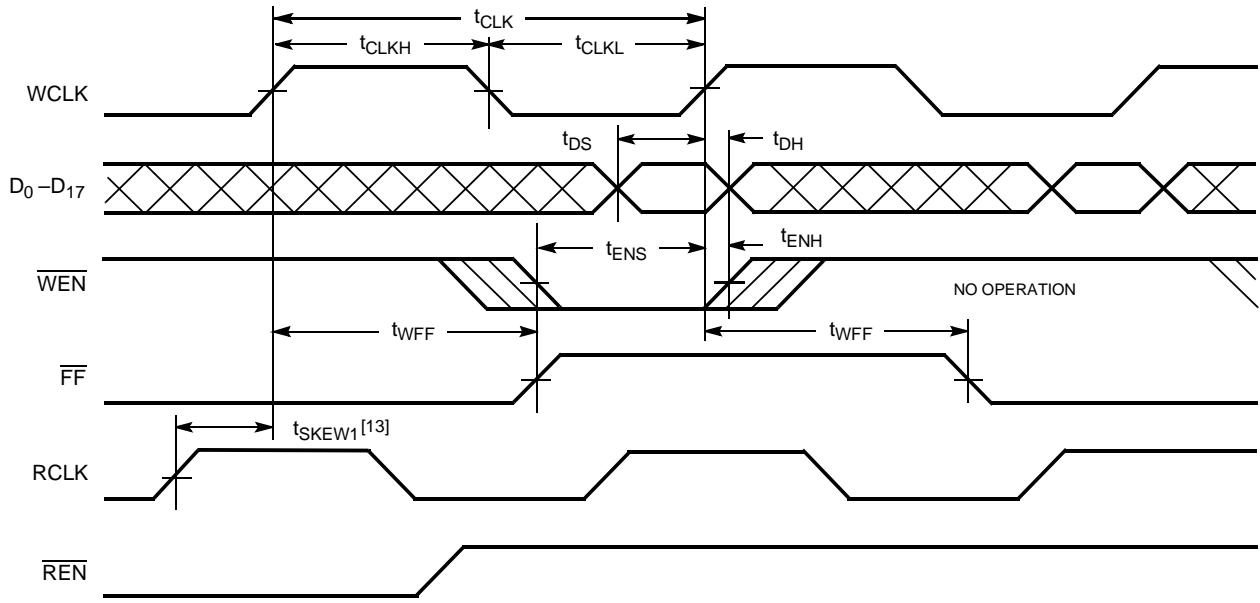 tCLK
tCLKH tCLKL
WCLK
tDS tDH
D0–D17
tENS tENH
WEN
NO OPERATION
tWFF tWFF
FF
tSKEW1[13]
RCLK
REN